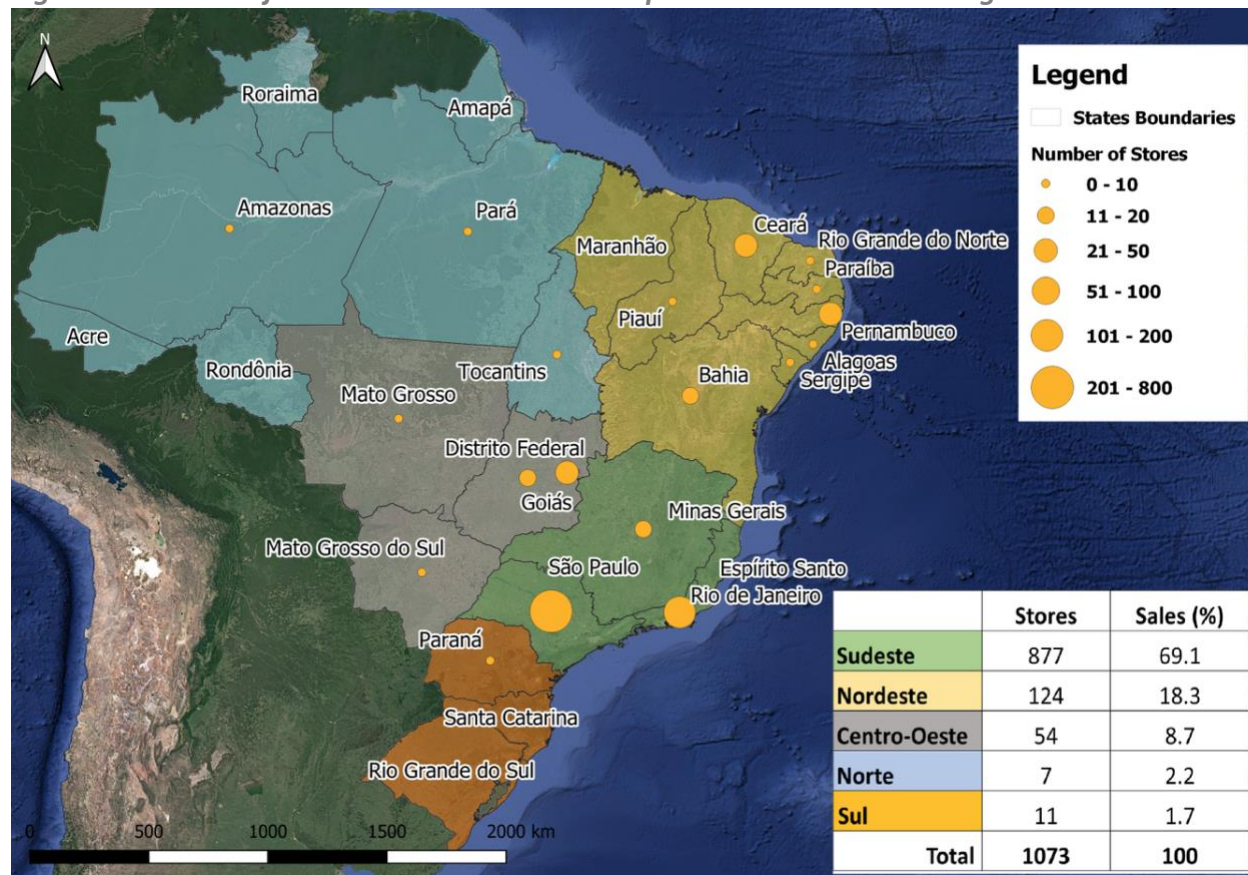 N
Roraima
Amapá
Amazonas
Pará
Acre
Rondônia
Tocantins
Maranhão
Piauí
Ceará
Rio Grande do Norte
Paraíba
Pernambuco
Alagoas
Sergipe
Bahia
Mato Grosso
Distrito Federal
Goiás
Mato Grosso do Sul
Minas Gerais
São Paulo
Espírito Santo
Rio de Janeiro
Paraná
Santa Catarina
Rio Grande do Sul
0 500 1000 1500 2000 km
Legend
States Boundaries
Number of Stores
0 - 10
11 - 20
21 - 50
51 - 100
101 - 200
201 - 800
Stores Sales (%)
Sudeste 877 69.1
Nordeste 124 18.3
Centro-Oeste 54 8.7
Norte 7 2.2
Sul 11 1.7
Total 1073 100